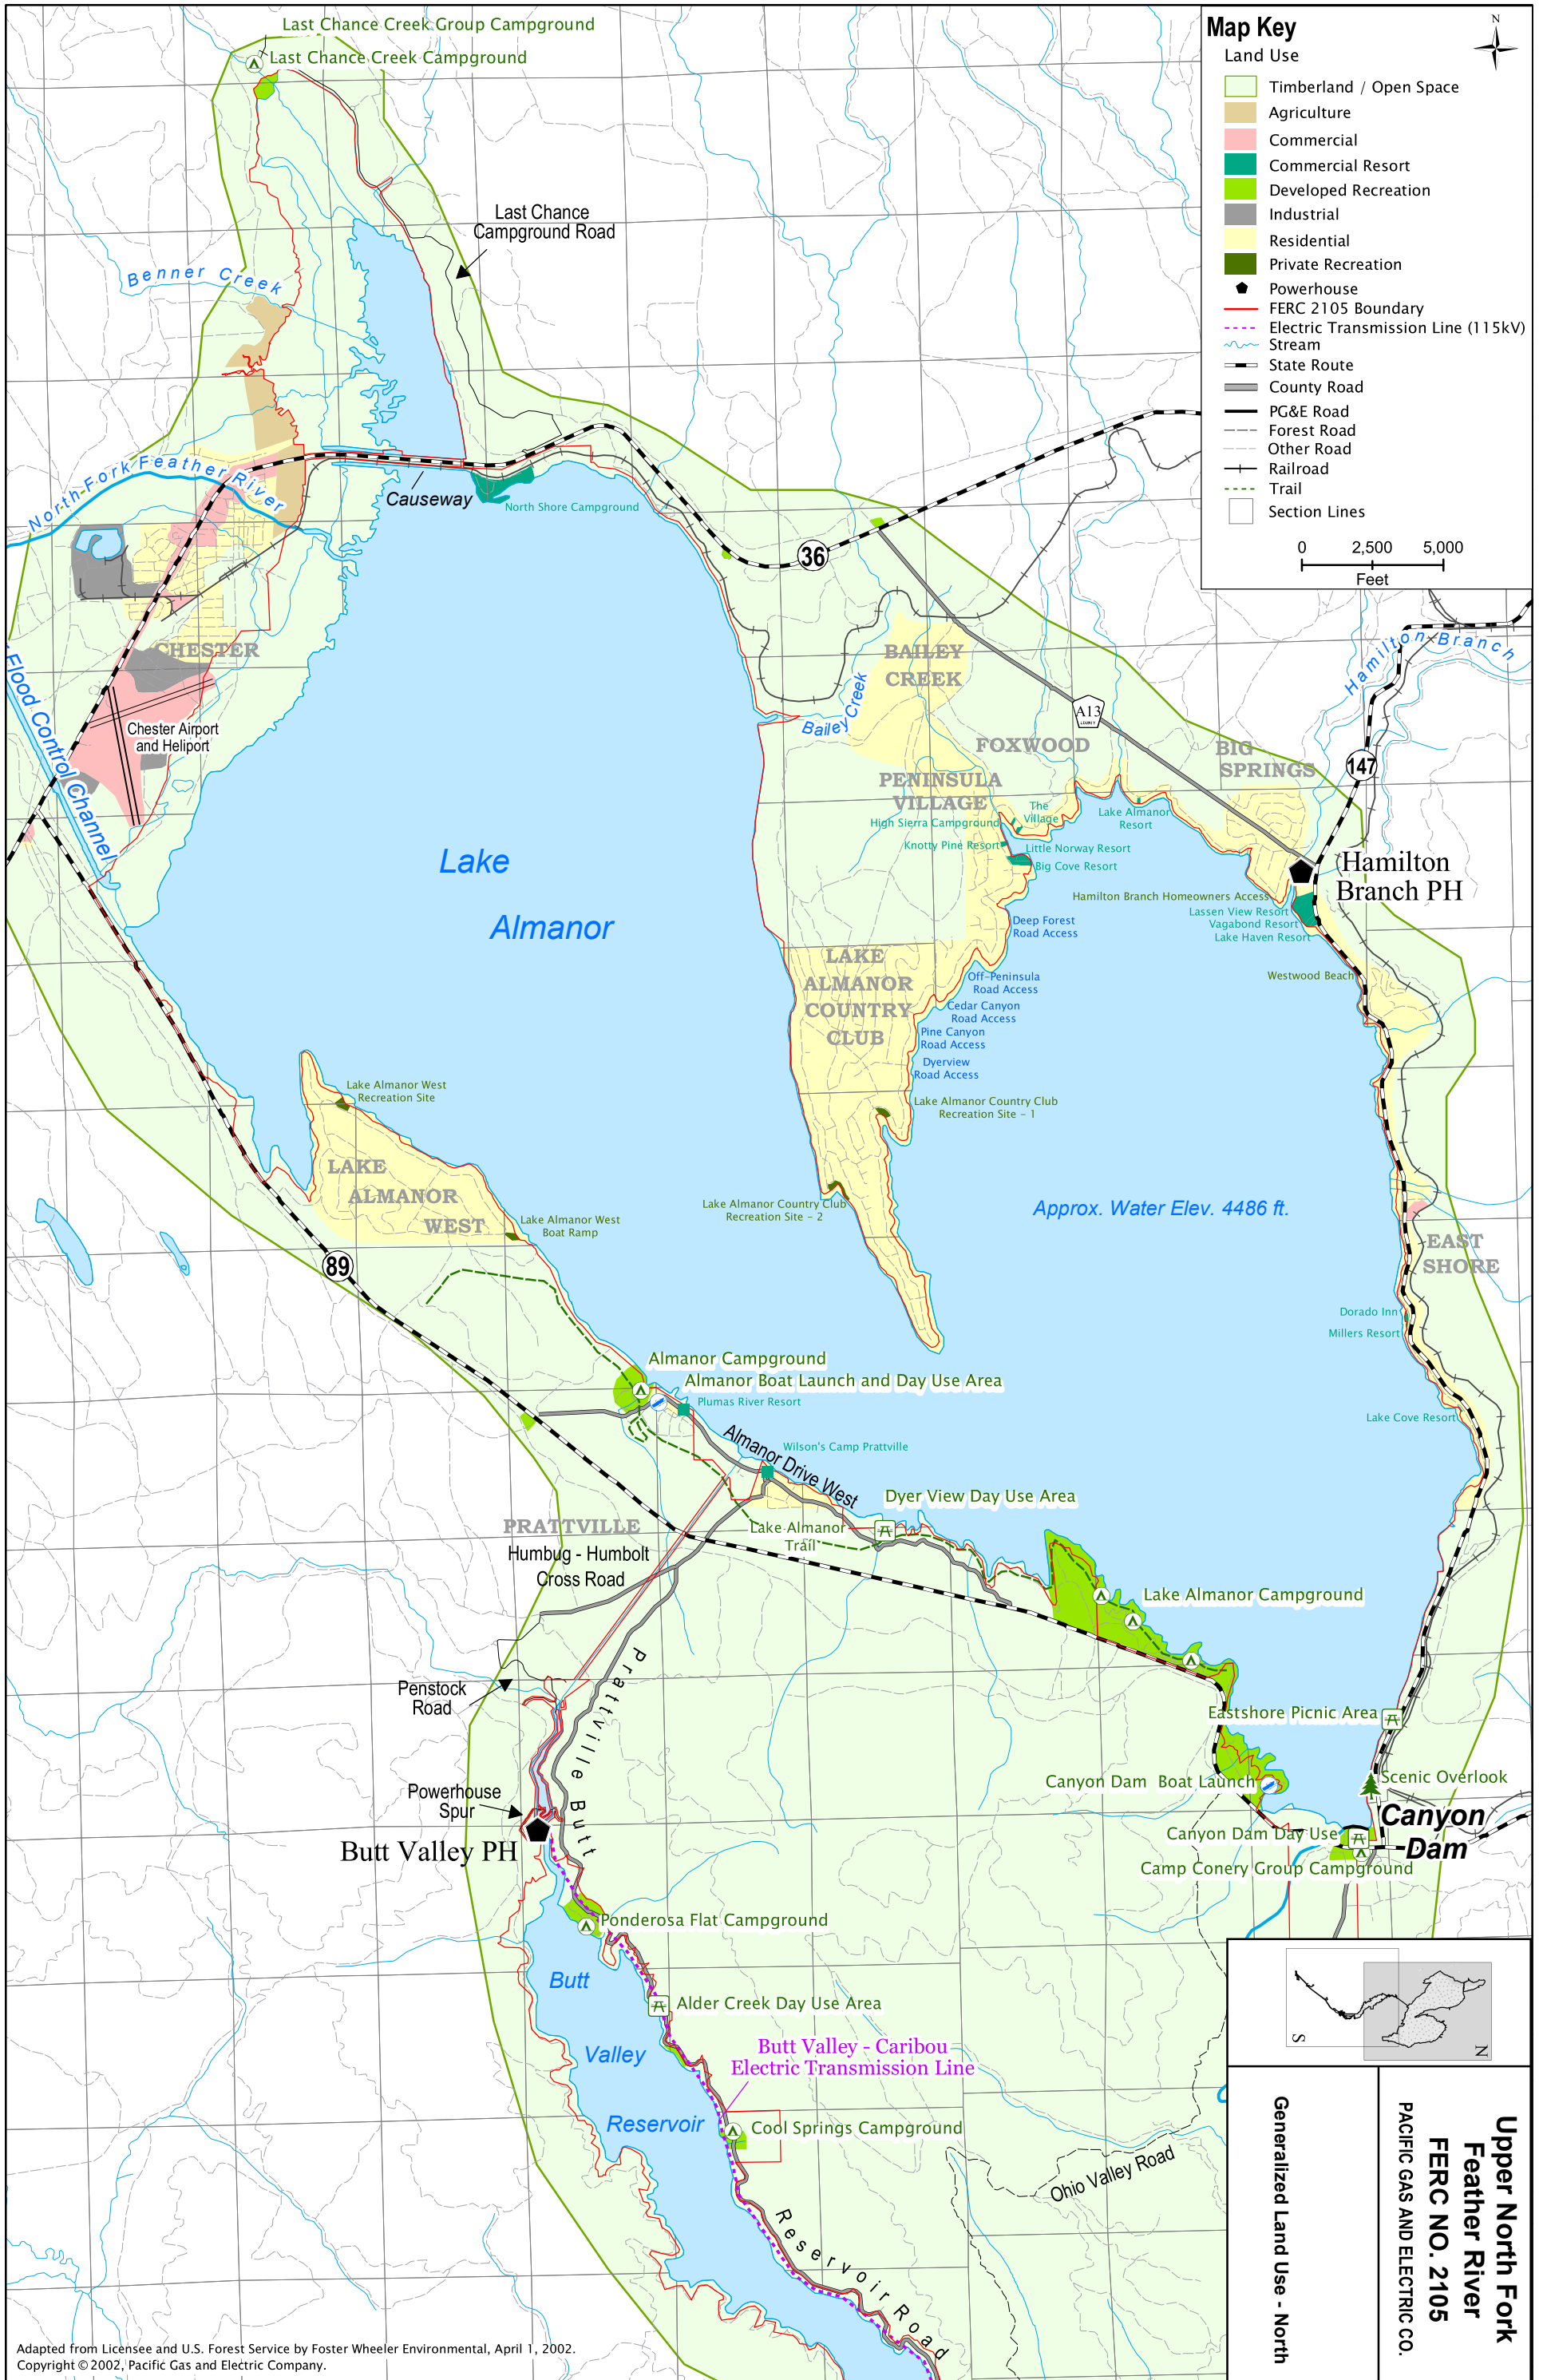 Last Chance Creek Group Campground
Last Chance Creek Campground
Last Chance
Campground Road
Benner Creek
North Fork Feather River
Causeway
North Shore Campground
36
CHESTER
Chester Airport
and Heliport
Flood Control Channel
BAILEY
CREEK
Bailey Creek
A13
FOXWOOD
PENINSULA
VILLAGE
BIG
SPRINGS
147
Hamilton Branch
The
Village
High Sierra Campground
Knotty Pine Resort
Little Norway Resort
Big Cove Resort
Lake Almanor
Resort
Hamilton
Branch PH
Hamilton Branch Homeowners Access
Lassen View Resort
Vagabond Resort
Lake Haven Resort
Westwood Beach
Lake
Almanor
Deep Forest
Road Access
LAKE
ALMANOR
COUNTRY
CLUB
Off-Peninsula
Road Access
Cedar Canyon
Road Access
Pine Canyon
Road Access
Dyerview
Road Access
Lake Almanor Country Club
Recreation Site - 1
Lake Almanor Country Club
Recreation Site - 2
Approx. Water Elev. 4486 ft.
Lake Almanor West
Recreation Site
LAKE
ALMANOR
WEST
Lake Almanor West
Boat Ramp
89
EAST
SHORE
Dorado Inn
Millers Resort
Lake Cove Resort
Almanor Campground
Almanor Boat Launch and Day Use Area
Plumas River Resort
Almanor Drive West
Wilson's Camp Prattville
Dyer View Day Use Area
Lake Almanor
Trail
PRATTVILLE
Humbug - Humbolt
Cross Road
Lake Almanor Campground
Penstock
Road
Prattville Butt
Eastshore Picnic Area
Canyon Dam Boat Launch
Scenic Overlook
Canyon
Dam
Canyon Dam Day Use
Camp Conery Group Campground
Powerhouse
Spur
Butt Valley PH
Ponderosa Flat Campground
Butt
Valley
Reservoir
Alder Creek Day Use Area
Butt Valley - Caribou
Electric Transmission Line
Cool Springs Campground
Ohio Valley Road
Reservoir Road
Map Key
N
Land Use
Timberland / Open Space
Agriculture
Commercial
Commercial Resort
Developed Recreation
Industrial
Residential
Private Recreation
Powerhouse
FERC 2105 Boundary
Electric Transmission Line (115kV)
Stream
State Route
County Road
PG&E Road
Forest Road
Other Road
Railroad
Trail
Section Lines
0 2,500 5,000
Feet
S
N
Upper North Fork
Feather River
FERC NO. 2105
PACIFIC GAS AND ELECTRIC CO.
Generalized Land Use - North
Adapted from Licensee and U.S. Forest Service by Foster Wheeler Environmental, April 1, 2002.
Copyright © 2002, Pacific Gas and Electric Company.